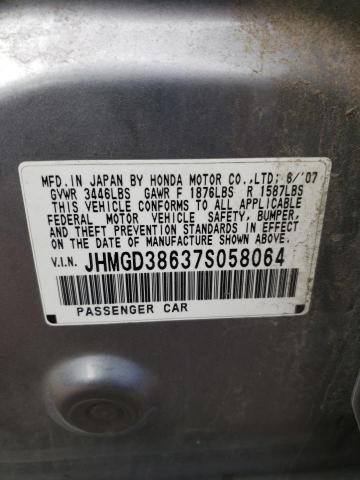 MFD. IN JAPAN BY HONDA MOTOR CO.,LTD: 6/'07
GVWR 3446LBS GAWR F 1876LBS R 1587LBS
THIS VEHICLE CONFORMS TO ALL APPLICABLE
FEDERAL MOTOR VEHICLE SAFETY, BUMPER,
AND THEFT PREVENTION STANDARDS IN EFFECT
ON THE DATE OF MANUFACTURE SHOWN ABOVE.
V.I.N. JHMGD38637S058064
PASSENGER CAR